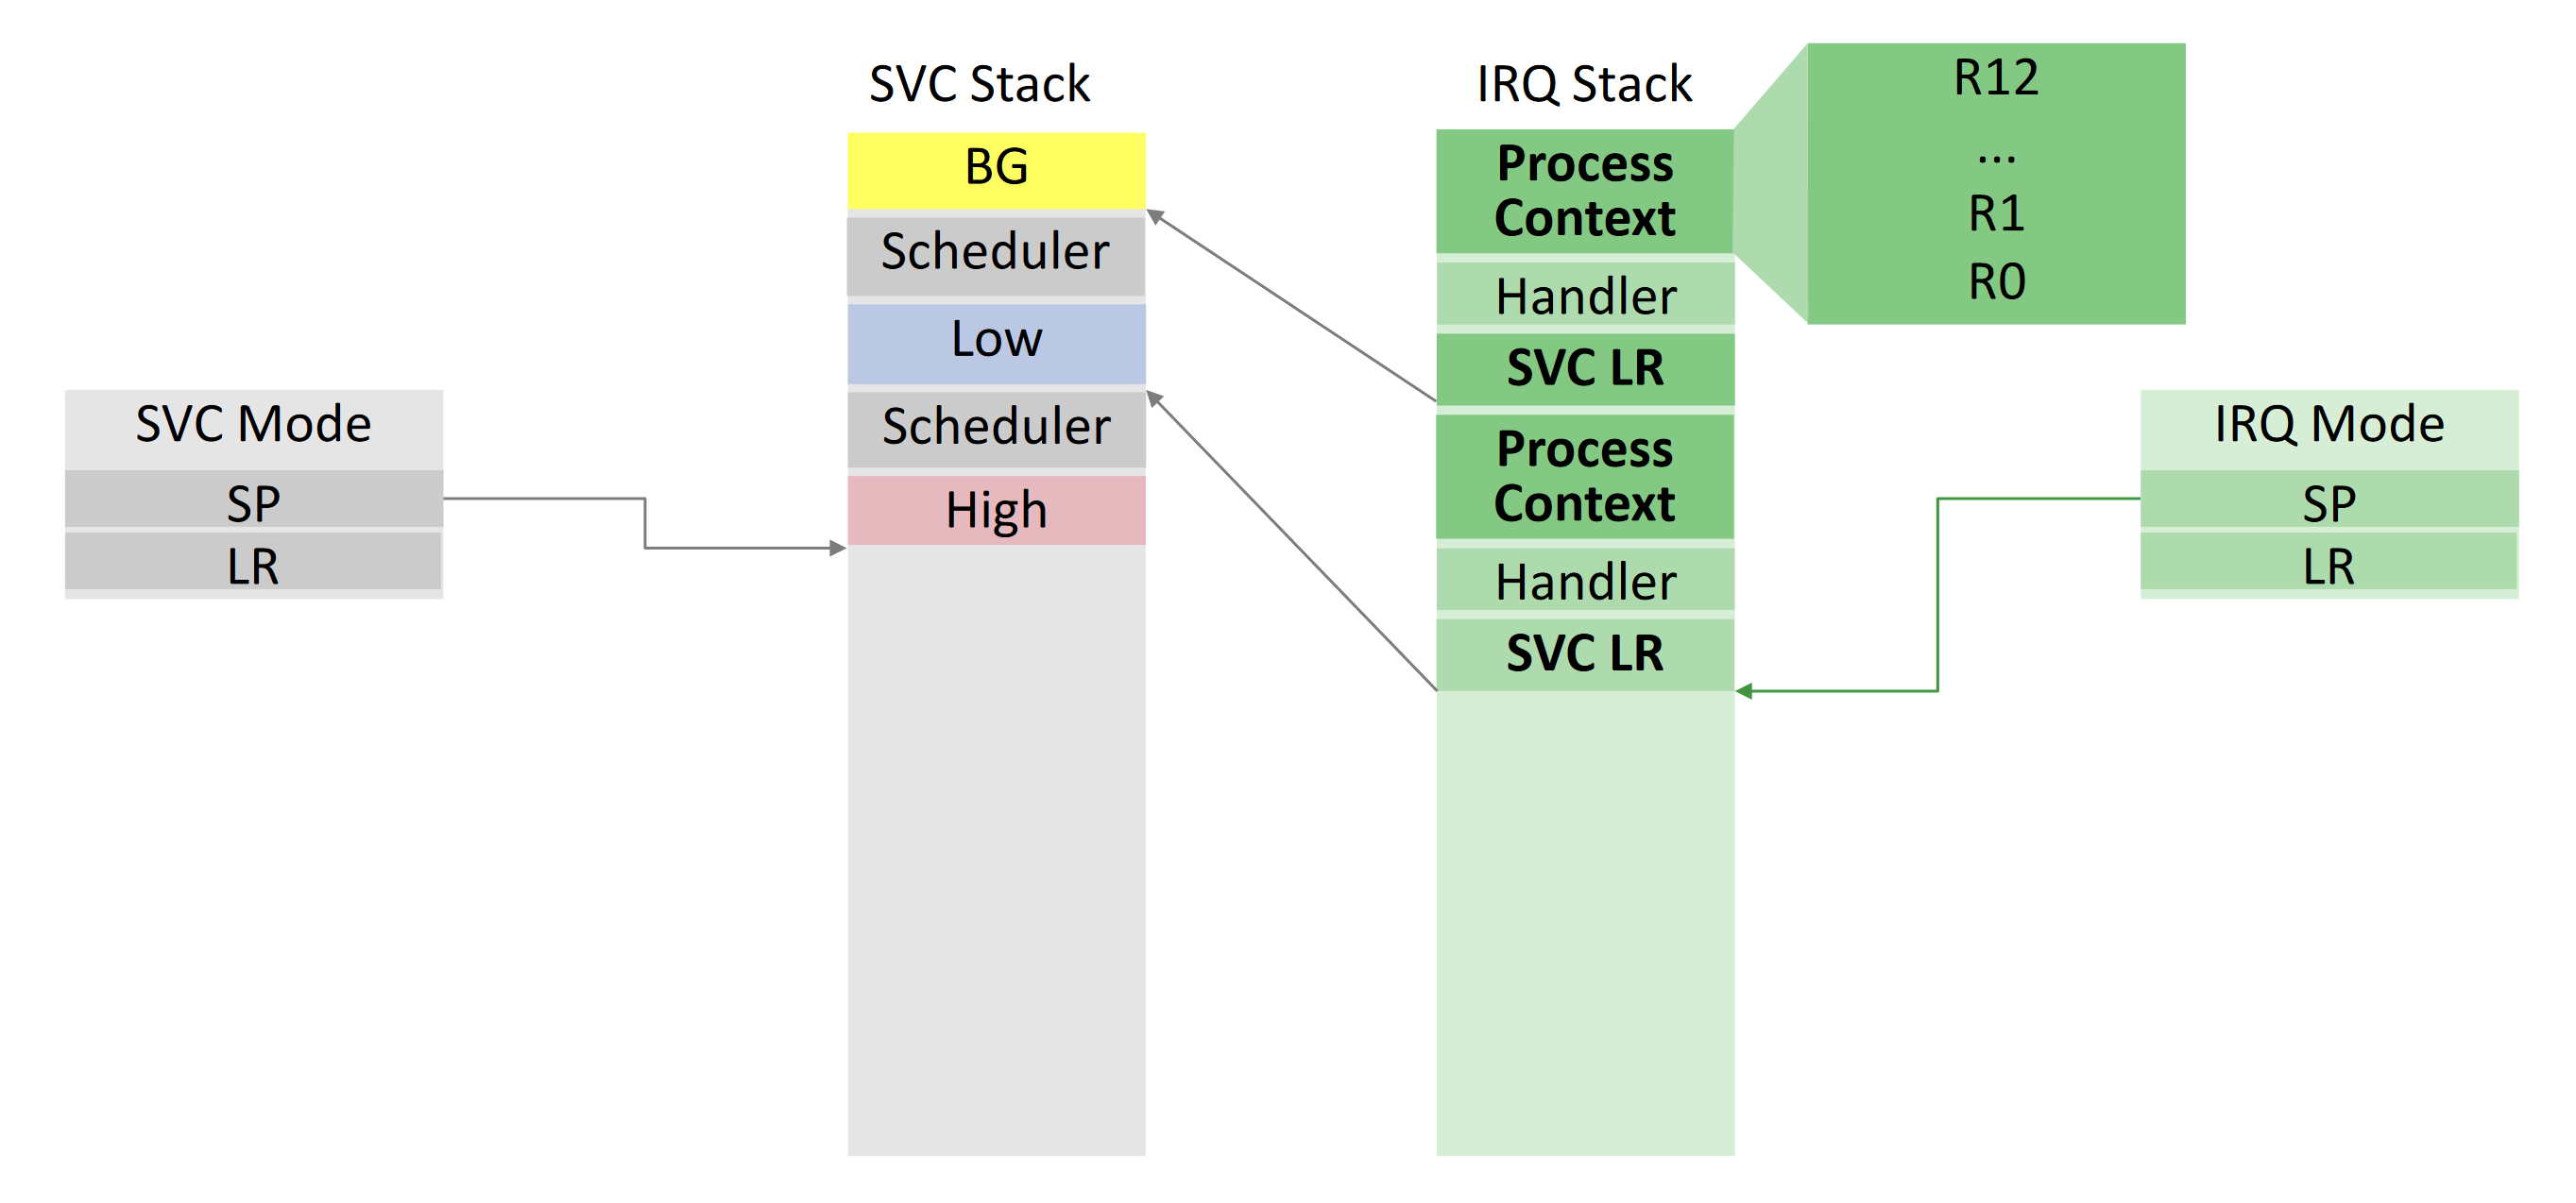 SVC Mode
SP
LR
SVC Stack
BG
Scheduler
Low
Scheduler
High
IRQ Stack
Process
Context
Handler
SVC LR
Process
Context
Handler
SVC LR
R12
...
R1
R0
IRQ Mode
SP
LR